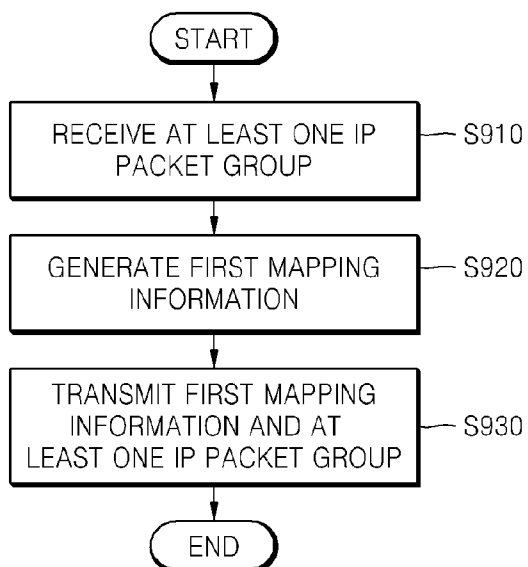 START
RECEIVE AT LEAST ONE IP
PACKET GROUP
S910
GENERATE FIRST MAPPING
INFORMATION
S920
TRANSMIT FIRST MAPPING
INFORMATION AND AT
LEAST ONE IP PACKET GROUP
S930
END